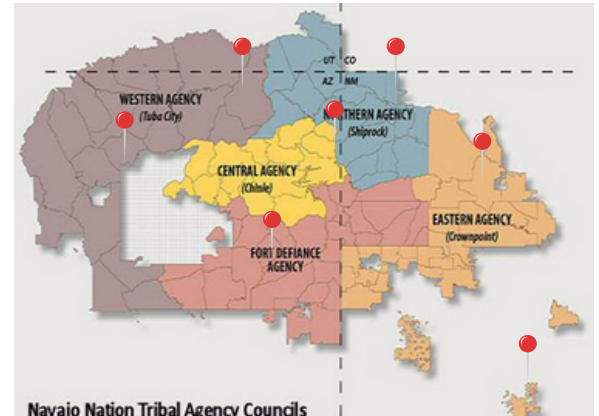 UT CO
AZ NM
WESTERN AGENCY
(Tuba City)
NORTHERN AGENCY
(Shiprock)
CENTRAL AGENCY
(Chinle)
EASTERN AGENCY
(Crownpoint)
FORT DEFIANCE
AGENCY
Navajo Nation Tribal Agency Councils